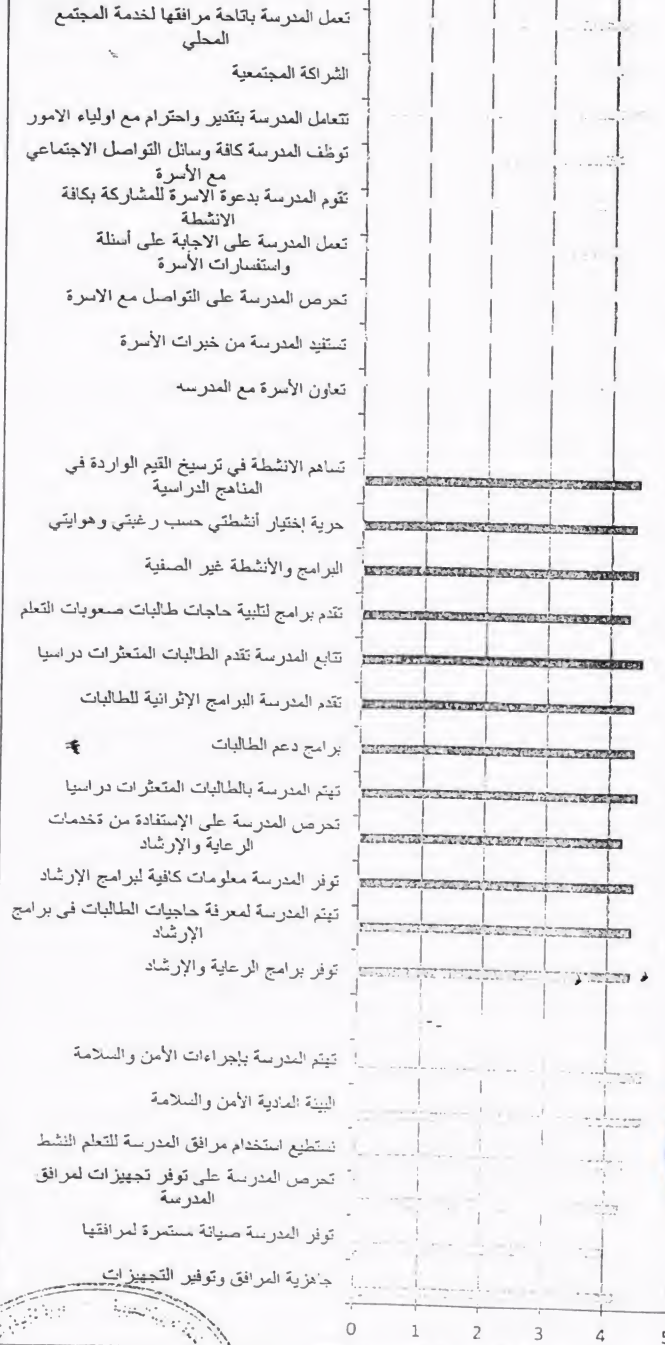 تعمل المدرسة باتاحة مرافقها لخدمة المجتمع
المحلي
الشراكة المجتمعية
تتعامل المدرسة بتقدير واحترام مع اولياء الامور
توظف المدرسة كافة وسائل التواصل الاجتماعي
مع الأسرة
تقوم المدرسة بدعوة الاسرة للمشاركة بكافة
الانشطة
تعمل المدرسة على الاجابة على أسئلة
واستفسارات الأسرة
تحرص المدرسة على التواصل مع الاسرة
تستفيد المدرسة من خبرات الأسرة
تعاون الأسرة مع المدرسه
تساهم الانشطة في ترسيخ القيم الواردة في
المناهج الدراسية
حرية إختيار أنشطتي حسب رغبتي وهوايتي
البرامج والأنشطة غير الصفية
تقدم برامج لتلبية حاجات طالبات صعوبات التعلم
تتابع المدرسة تقدم الطالبات المتعثرات دراسيا
تقدم المدرسة البرامج الإثرانية للطالبات
برامج دعم الطالبات
تهتم المدرسة بالطالبات المتعثرات دراسيا
تحرص المدرسة على الإستفادة من ةخدمات
الرعاية والإرشاد
توفر المدرسة معلومات كافية لبرامج الإرشاد
تهتم المدرسة لمعرفة حاجيات الطالبات في برامج
الإرشاد
توفر برامج الرعاية والإرشاد
تهتم المدرسة بإجراءات الأمن والسلامة
البيئة المادية الأمن والسلامة
نستطيع استخدام مرافق المدرسة للتعلم النشط
تحرص المدرسة على توفر تجهيزات لمرافق
المدرسة
توفر المدرسة صيانة مستمرة لمرافقها
جاهزية المرافق وتوفير التجهيزات
0 1 2 3 4 5